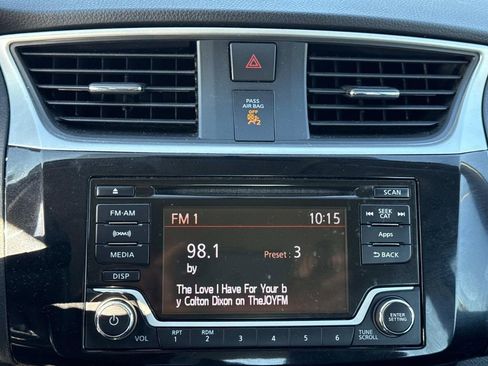 PASS
AIR BAG
OFF
2
SCAN
FM·AM
FM 1 10:15
SEEK
CAT
MEDIA
98.1 Preset : 3
Apps
by
BACK
DISP
The Love I Have For Your b
y Colton Dixon on TheJOYFM
ENTER
SETTING
VOL
RPT RDM
1 2 3 4 5 6
TUNE
SCROLL